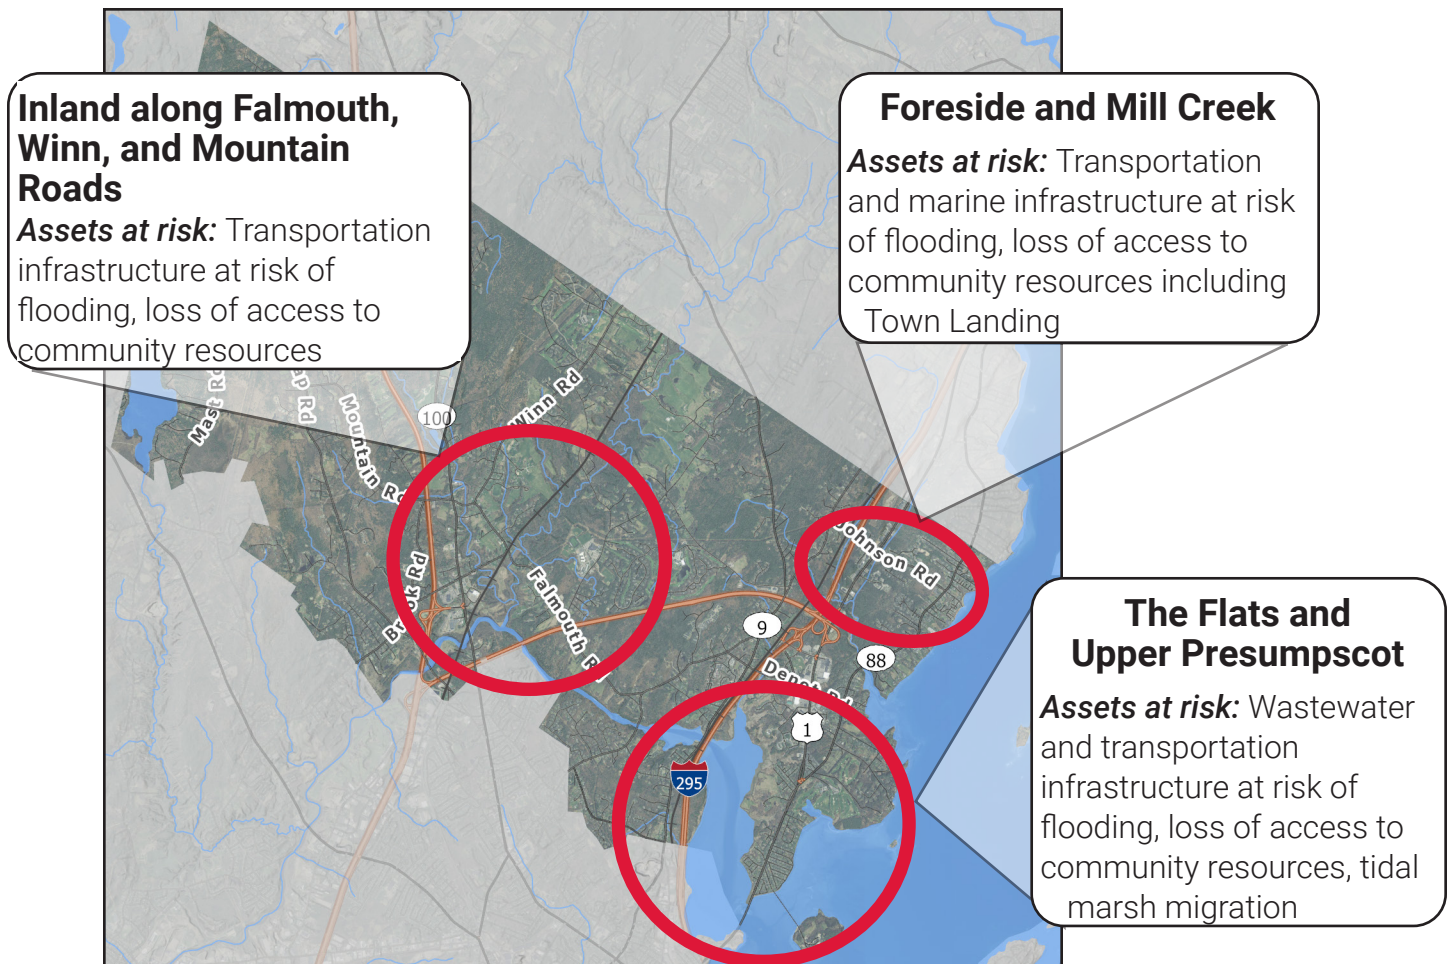 Inland along Falmouth,
Winn, and Mountain
Roads
Assets at risk: Transportation
infrastructure at risk of
flooding, loss of access to
community resources
Foreside and Mill Creek
Assets at risk: Transportation
and marine infrastructure at risk
of flooding, loss of access to
community resources including
Town Landing
The Flats and
Upper Presumpscot
Assets at risk: Wastewater
and transportation
infrastructure at risk of
flooding, loss of access to
community resources, tidal
marsh migration
Mast
Rd
Mountain Rd
100
Winn Rd
Johnson Rd
Falmouth
Rd
9
88
Depot Rd
1
295